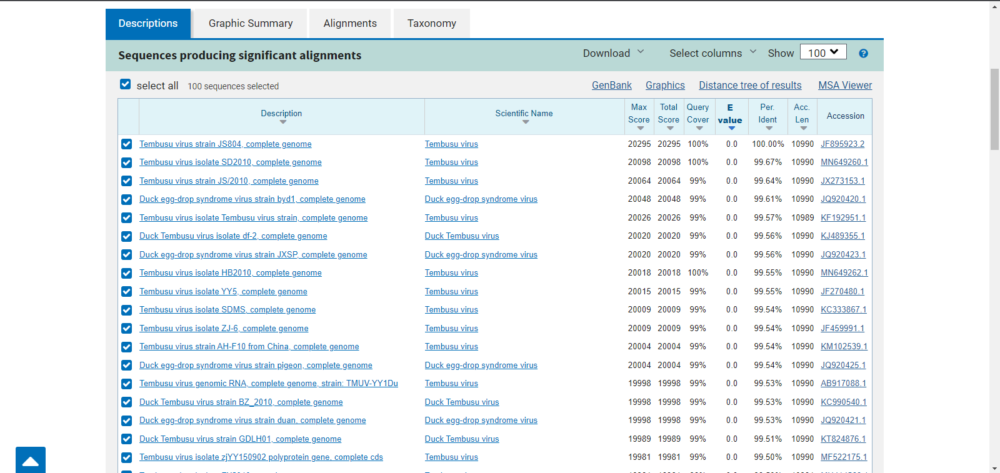 Descriptions Graphic Summary Alignments Taxonomy
Sequences producing significant alignments Download Select columns Show 100 ?
select all 100 sequences selected GenBank Graphics Distance tree of results MSA Viewer
Description Scientific Name Max Score Total Score Query Cover E value Per. Ident Acc. Len Accession
Tembusu virus strain JS804, complete genome Tembusu virus 20295 20295 100% 0.0 100.00% 10990 JF895923.2
Tembusu virus isolate SD2010, complete genome Tembusu virus 20098 20098 100% 0.0 99.67% 10990 MN649260.1
Tembusu virus strain JS/2010, complete genome Tembusu virus 20064 20064 99% 0.0 99.64% 10990 JX273153.1
Duck egg-drop syndrome virus strain byd1, complete genome Duck egg-drop syndrome virus 20048 20048 99% 0.0 99.61% 10990 JQ920420.1
Tembusu virus isolate Tembusu virus strain, complete genome Tembusu virus 20026 20026 99% 0.0 99.57% 10989 KF192951.1
Duck Tembusu virus isolate df-2, complete genome Duck Tembusu virus 20020 20020 99% 0.0 99.56% 10990 KJ489355.1
Duck egg-drop syndrome virus strain JXSP, complete genome Duck egg-drop syndrome virus 20020 20020 99% 0.0 99.56% 10990 JQ920423.1
Tembusu virus isolate HB2010, complete genome Tembusu virus 20018 20018 100% 0.0 99.55% 10990 MN649262.1
Tembusu virus isolate YY5, complete genome Tembusu virus 20015 20015 99% 0.0 99.55% 10990 JF270480.1
Tembusu virus isolate SDMS, complete genome Tembusu virus 20009 20009 99% 0.0 99.54% 10990 KC333867.1
Tembusu virus isolate ZJ-6, complete genome Tembusu virus 20009 20009 99% 0.0 99.54% 10990 JF459991.1
Tembusu virus strain AH-F10 from China, complete genome Tembusu virus 20004 20004 99% 0.0 99.54% 10990 KM102539.1
Duck egg-drop syndrome virus strain pigeon, complete genome Duck egg-drop syndrome virus 20004 20004 99% 0.0 99.54% 10990 JQ920425.1
Tembusu virus genomic RNA, complete genome, strain: TMUV-YY1Du Tembusu virus 19998 19998 99% 0.0 99.53% 10990 AB917088.1
Duck Tembusu virus strain BZ_2010, complete genome Duck Tembusu virus 19998 19998 99% 0.0 99.53% 10990 KC990540.1
Duck egg-drop syndrome virus strain duan, complete genome Duck egg-drop syndrome virus 19998 19998 99% 0.0 99.53% 10990 JQ920421.1
Duck Tembusu virus strain GDLH01, complete genome Duck Tembusu virus 19989 19989 99% 0.0 99.51% 10990 KT824876.1
Tembusu virus isolate zjYY150902 polyprotein gene, complete cds Tembusu virus 19981 19981 99% 0.0 99.50% 10990 MF522175.1